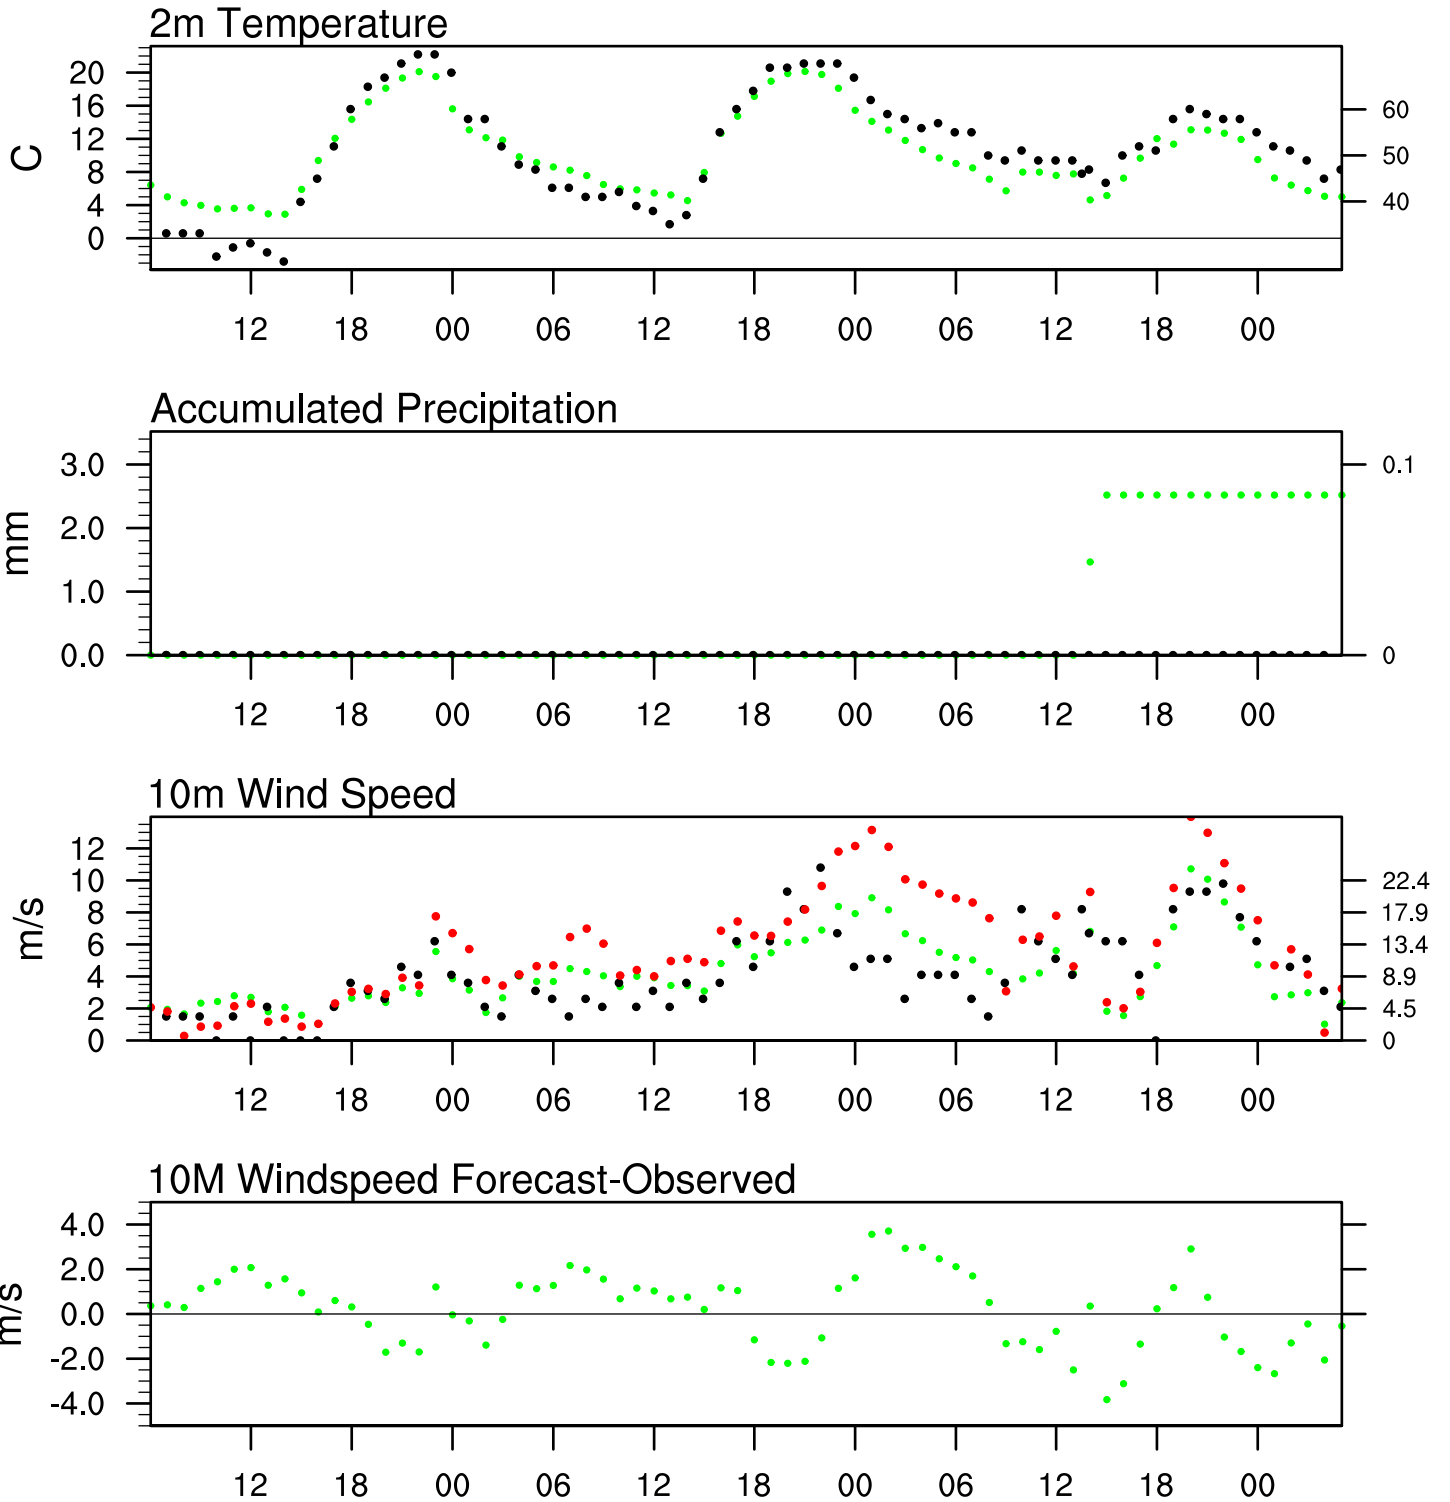 2m Temperature
20
16
12
8
4
0
C
60
50
40
12 18 00 06 12 18 00 06 12 18 00
Accumulated Precipitation
3.0
2.0
1.0
0.0
mm
0.1
0
12 18 00 06 12 18 00 06 12 18 00
10m Wind Speed
12
10
8
6
4
2
0
m/s
22.4
17.9
13.4
8.9
4.5
0
12 18 00 06 12 18 00 06 12 18 00
10M Windspeed Forecast-Observed
4.0
2.0
0.0
-2.0
-4.0
m/s
12 18 00 06 12 18 00 06 12 18 00